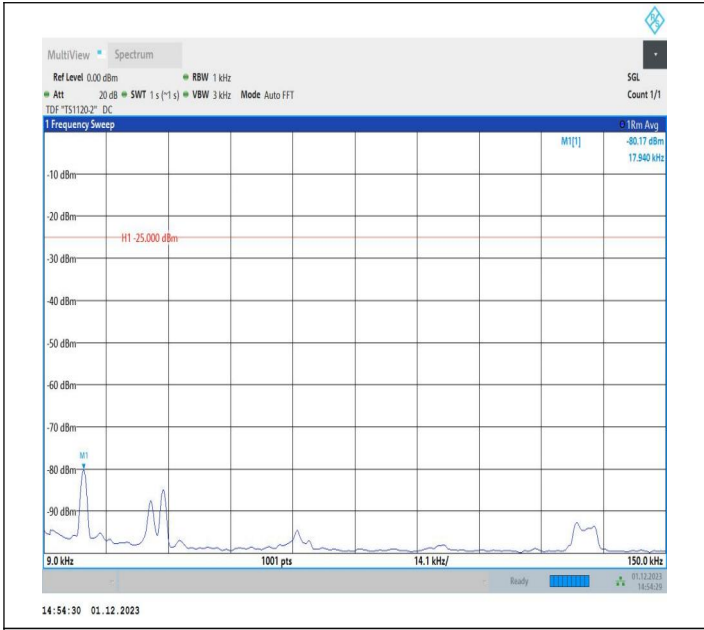 R S
MultiView Spectrum
Ref Level 0.00 dBm RBW 1 kHz SGL
Att 20 dB SWT 1 s (~1 s) VBW 3 kHz Mode Auto FFT Count 1/1
TDF "TS1120-2" DC
1 Frequency Sweep 1Rm Avg
M1[1] -80.17 dBm
17.940 kHz
-10 dBm
-20 dBm
H1 -25.000 dBm
-30 dBm
-40 dBm
-50 dBm
-60 dBm
-70 dBm
M1
-80 dBm
-90 dBm
9.0 kHz 1001 pts 14.1 kHz/ 150.0 kHz
Ready 01.12.2023
14:54:29
14:54:30 01.12.2023